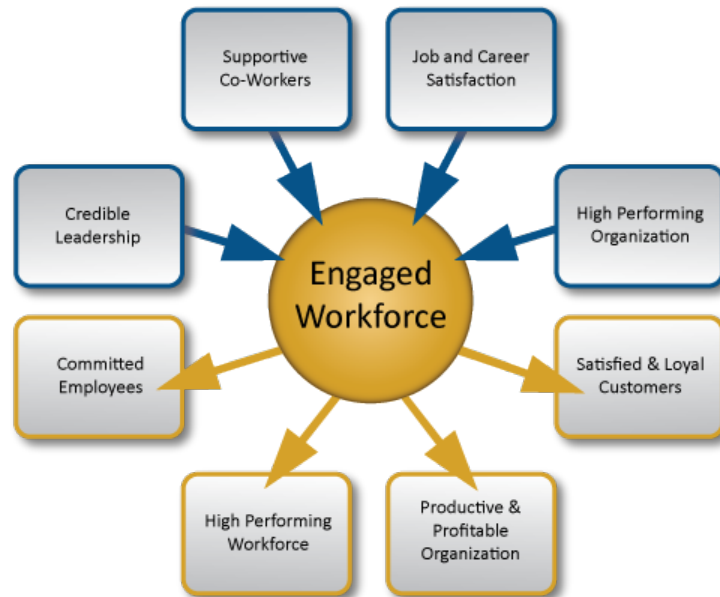 Supportive
Co-Workers
Job and Career
Satisfaction
Credible
Leadership
High Performing
Organization
Engaged
Workforce
Committed
Employees
Satisfied & Loyal
Customers
High Performing
Workforce
Productive &
Profitable
Organization